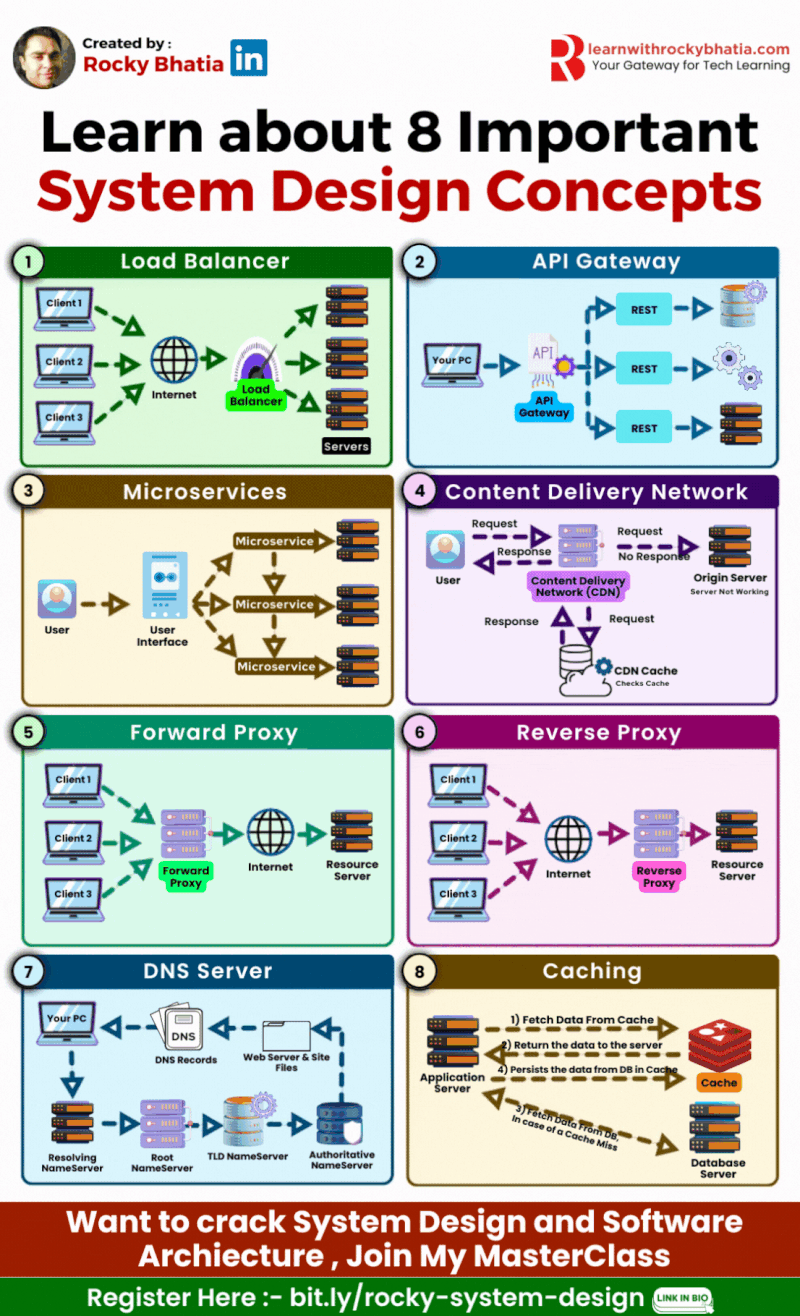 Created by :
Rocky Bhatia
in
learnwithrockybhatia.com
Your Gateway for Tech Learning
Learn about 8 Important
System Design Concepts
1
Load Balancer
Client 1
Client 2
Client 3
Internet
Load
Balancer
Servers
2
API Gateway
Your PC
API
API
Gateway
REST
REST
REST
3
Microservices
User
User
Interface
Microservice
Microservice
Microservice
4
Content Delivery Network
User
Request
Response
Content Delivery
Network (CDN)
Request
No Response
Origin Server
Server Not Working
Response
Request
CDN Cache
Checks Cache
5
Forward Proxy
Client 1
Client 2
Client 3
Forward
Proxy
Internet
Resource
Server
6
Reverse Proxy
Client 1
Client 2
Client 3
Internet
Reverse
Proxy
Resource
Server
7
DNS Server
Your PC
DNS
DNS Records
Web Server & Site
Files
Resolving
NameServer
Root
NameServer
TLD NameServer
Authoritative
NameServer
8
Caching
Application
Server
1) Fetch Data From Cache
2) Return the data to the server
4) Persists the data from DB in Cache
3) Fetch Data From DB,
In case of a Cache Miss
Cache
Database
Server
Want to crack System Design and Software
Archiecture , Join My MasterClass
Register Here :- bit.ly/rocky-system-design
LINK IN BIO